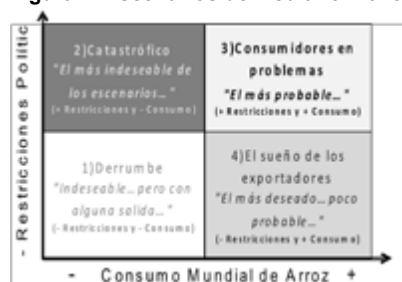 2)Catastrófico
"El más indeseable de
los escenarios..."
(+ Restricciones y - Consumo)
3)Consumidores en
problemas
"El más probable..."
(+ Restricciones y + Consumo)
1)Derrumbe
"Indeseable...pero con
alguna salida..."
(- Restricciones y - Consumo)
4)El sueño de los
exportadores
"El más deseado...poco
probable..."
(- Restricciones y + Consumo)
- Restricciones Polític
- Consumo Mundial de Arroz +